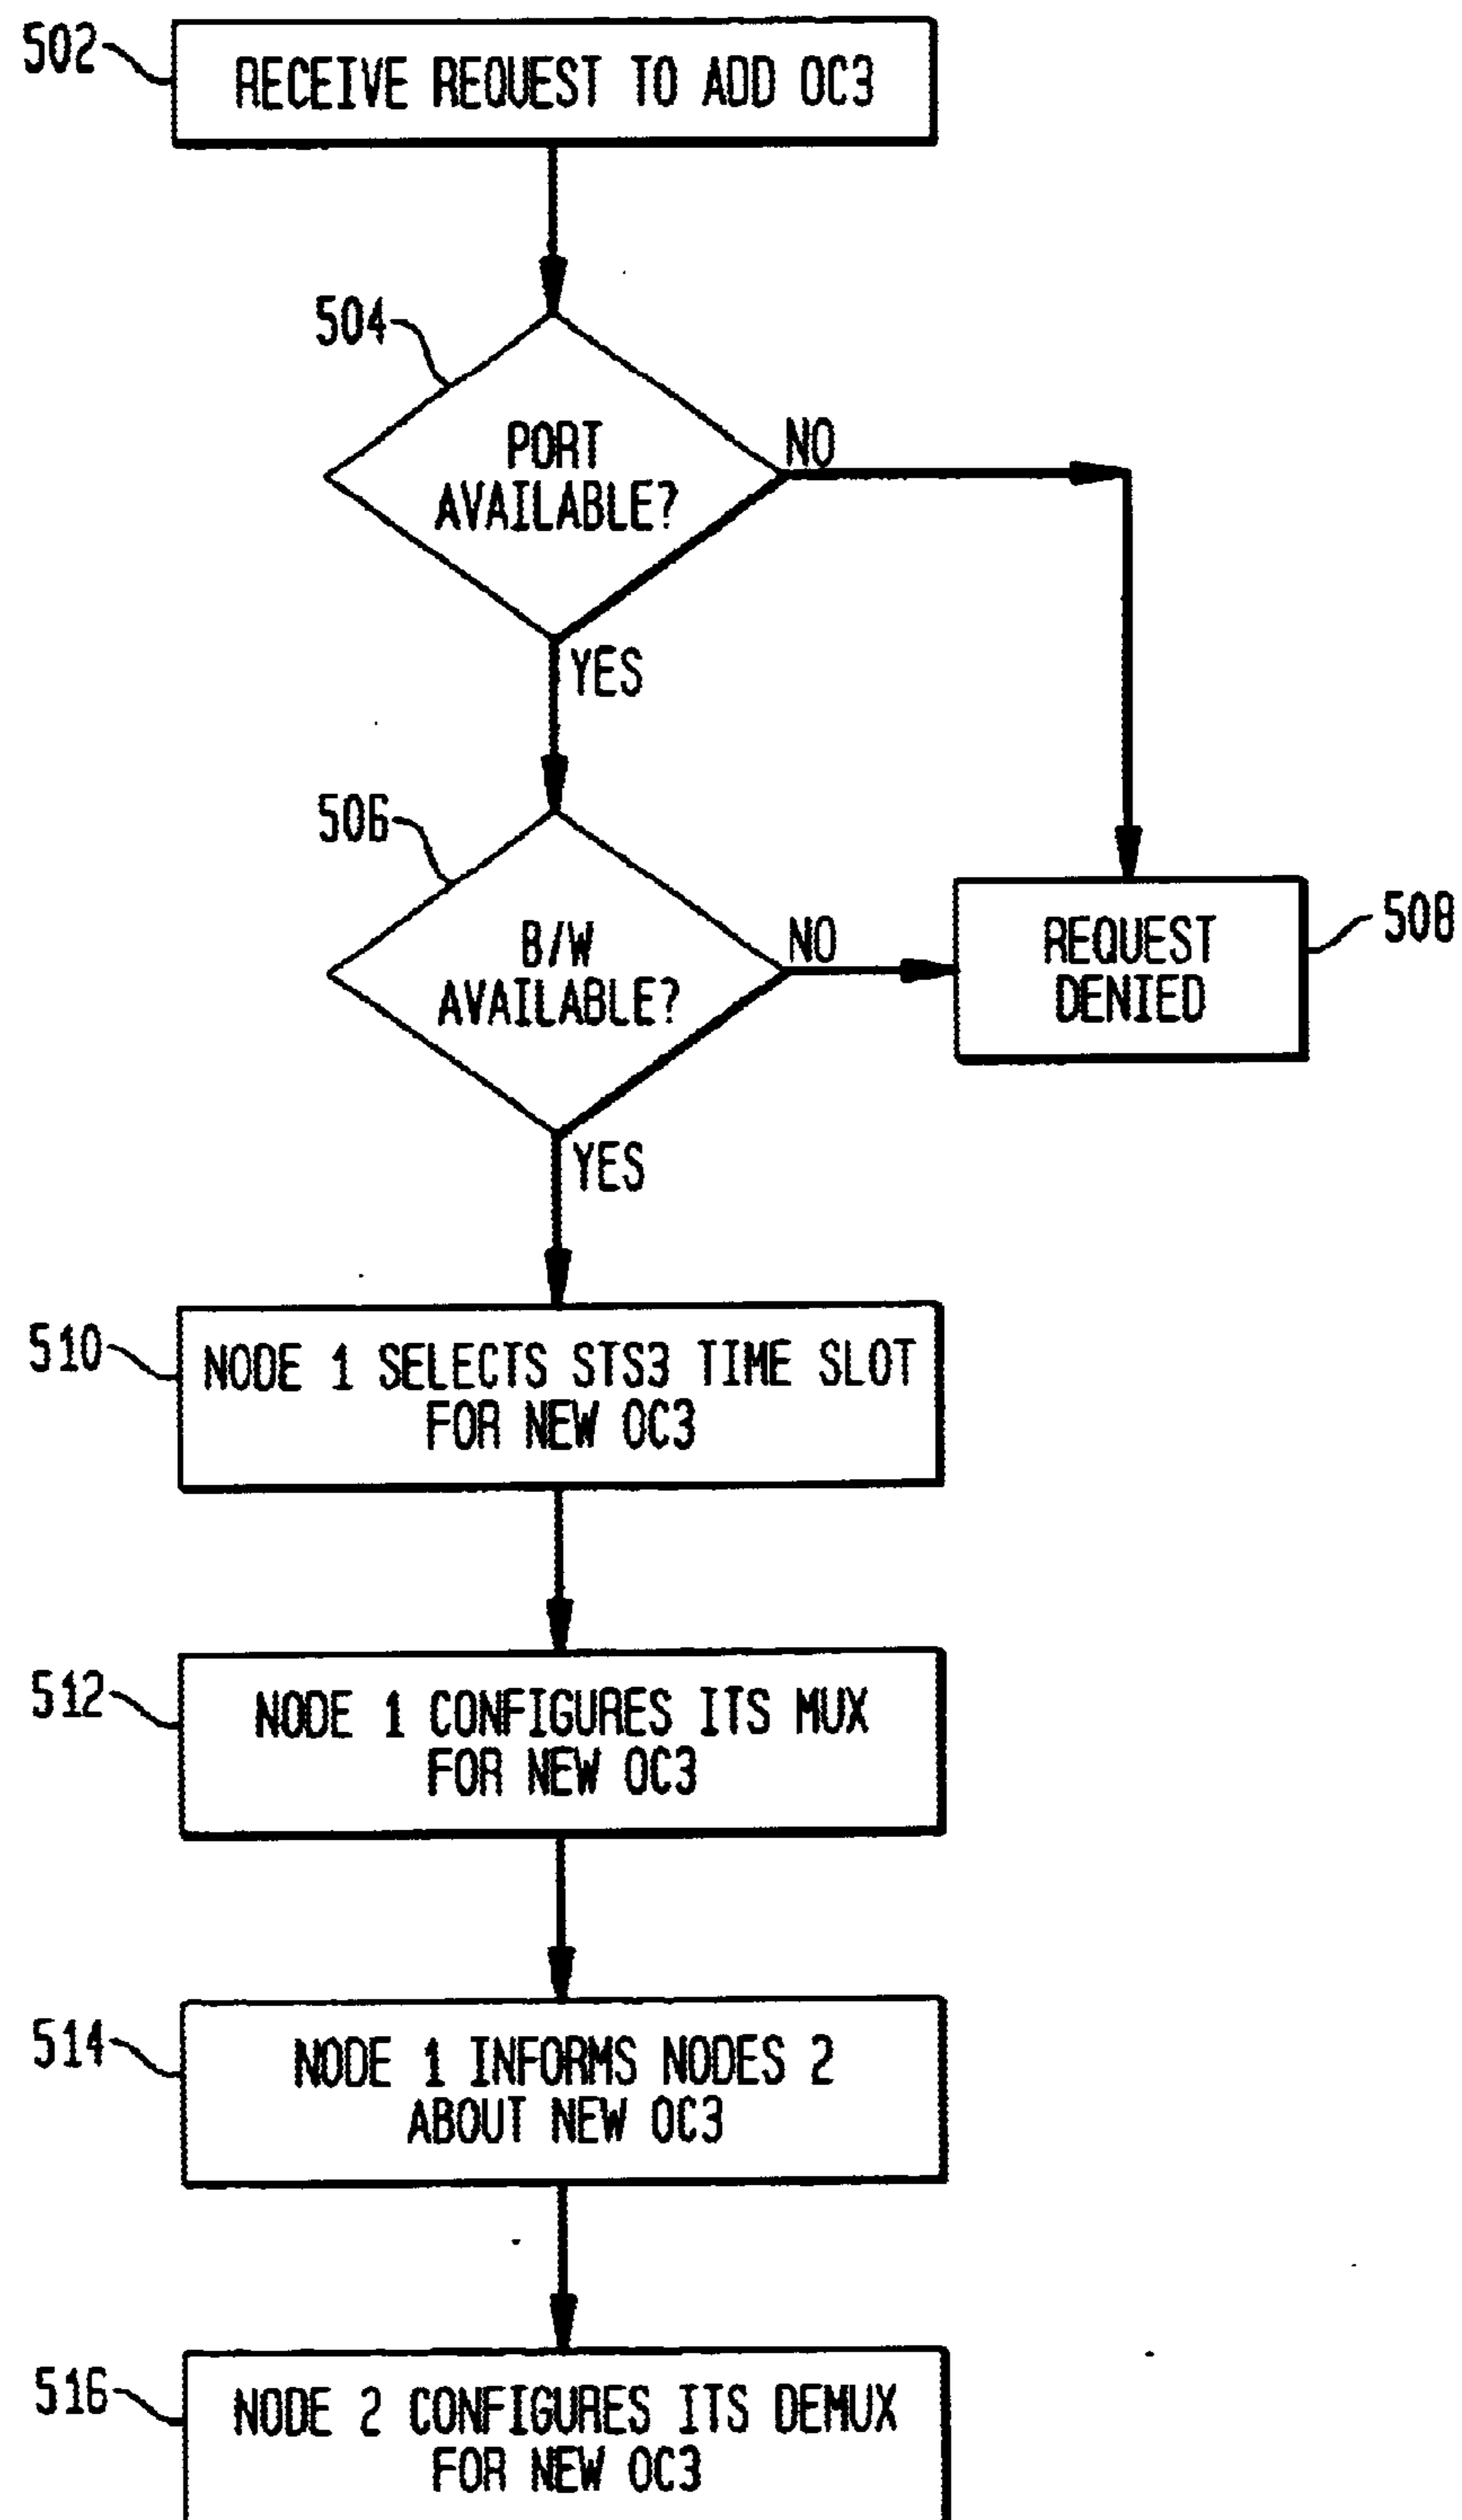 502
RECEIVE REQUEST TO ADD OC3
504
PORT
AVAILABLE?
NO
YES
506
B/W
AVAILABLE?
NO
REQUEST
DENIED
508
YES
510
NODE 1 SELECTS STS3 TIME SLOT
FOR NEW OC3
512
NODE 1 CONFIGURES ITS MUX
FOR NEW OC3
514
NODE 1 INFORMS NODES 2
ABOUT NEW OC3
516
NODE 2 CONFIGURES ITS DEMUX
FOR NEW OC3